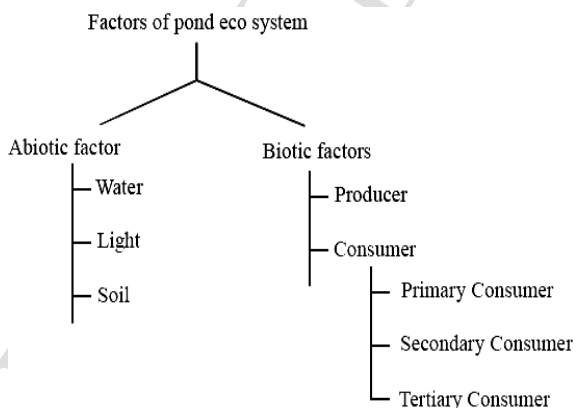 Factors of pond eco system
Abiotic factor
Water
Light
Soil
Biotic factors
Producer
Consumer
Primary Consumer
Secondary Consumer
Tertiary Consumer